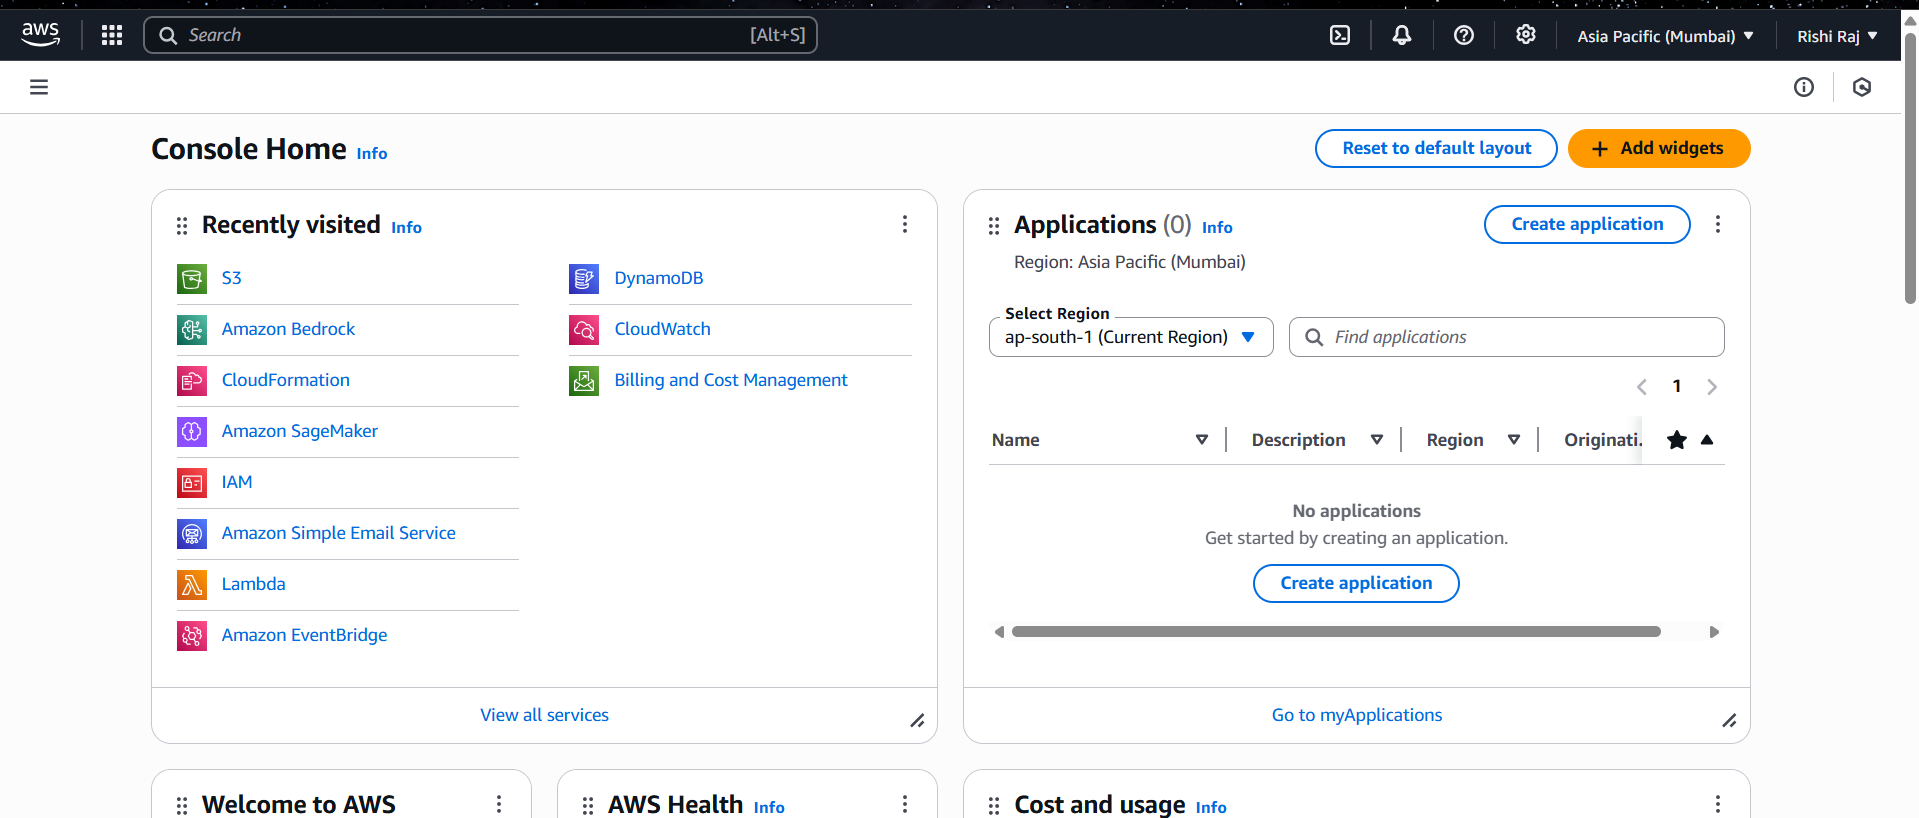 aws
Search [Alt+S]
Asia Pacific (Mumbai)
Rishi Raj
Console Home Info
Reset to default layout
Add widgets
Recently visited Info
S3
Amazon Bedrock
CloudFormation
Amazon SageMaker
IAM
Amazon Simple Email Service
Lambda
Amazon EventBridge
DynamoDB
CloudWatch
Billing and Cost Management
View all services
Applications (0) Info
Create application
Region: Asia Pacific (Mumbai)
Select Region
ap-south-1 (Current Region)
Find applications
1
Name Description Region Originati.
No applications
Get started by creating an application.
Create application
Go to myApplications
Welcome to AWS
AWS Health Info
Cost and usage Info